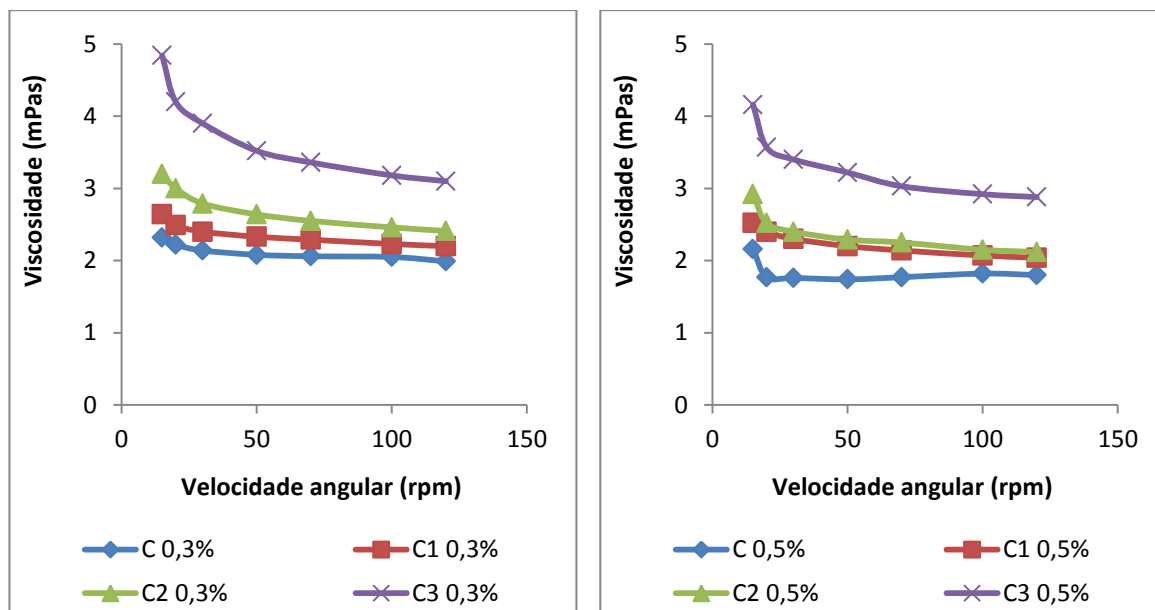 Viscosidade (mPas)
5
4
3
2
1
0
0 50 100 150
Velocidade angular (rpm)
C 0,3% C1 0,3%
C2 0,3% C3 0,3%
Viscosidade (mPas)
5
4
3
2
1
0
0 50 100 150
Velocidade angular (rpm)
C 0,5% C1 0,5%
C2 0,5% C3 0,5%